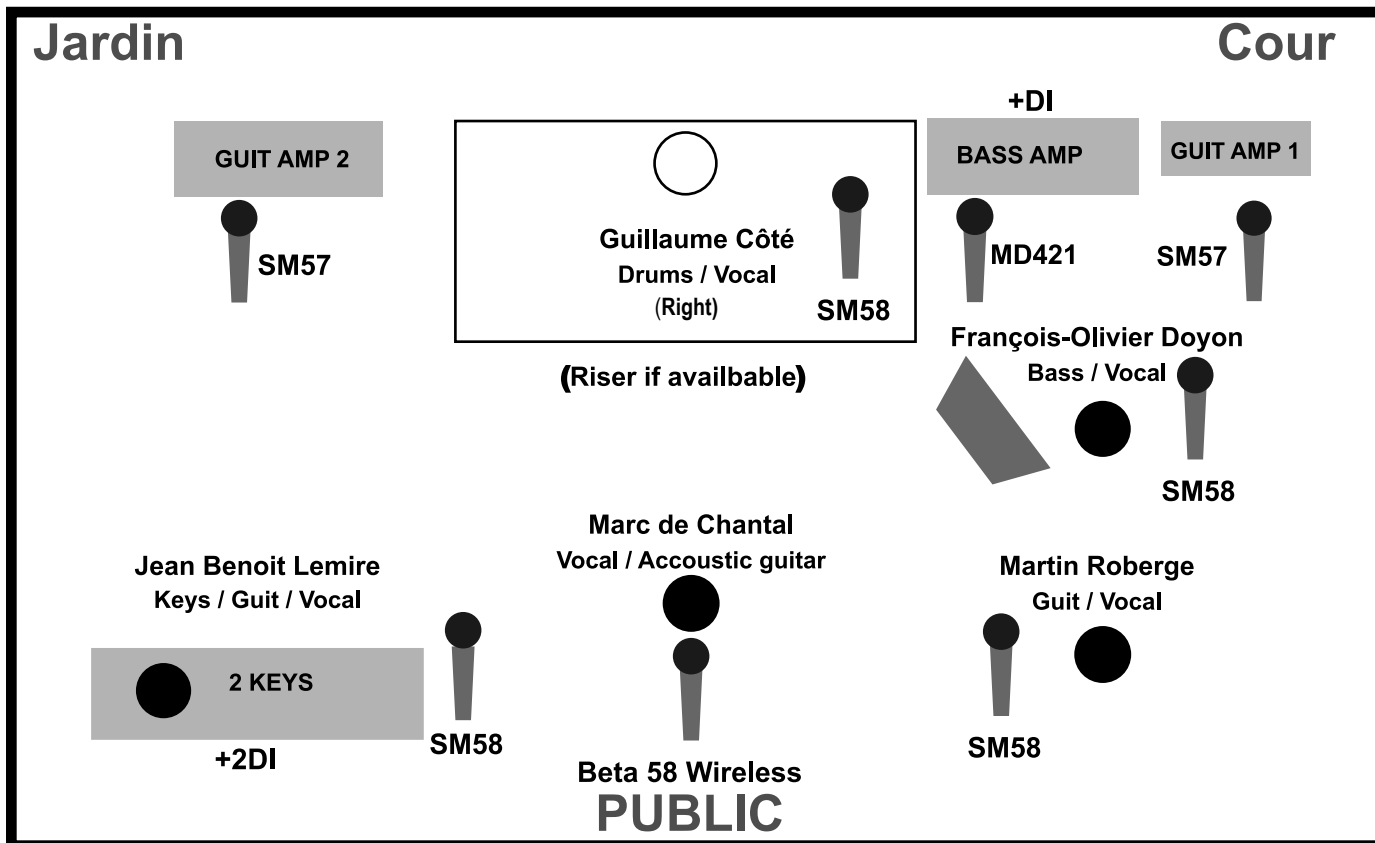 Jardin
Cour
+DI
GUIT AMP 2
BASS AMP
GUIT AMP 1
SM57
Guillaume Côté
Drums / Vocal
(Right)
SM58
MD421
SM57
(Riser if availbable)
François-Olivier Doyon
Bass / Vocal
SM58
Jean Benoit Lemire
Keys / Guit / Vocal
2 KEYS
+2DI
SM58
Marc de Chantal
Vocal / Accoustic guitar
Beta 58 Wireless
Martin Roberge
Guit / Vocal
SM58
PUBLIC